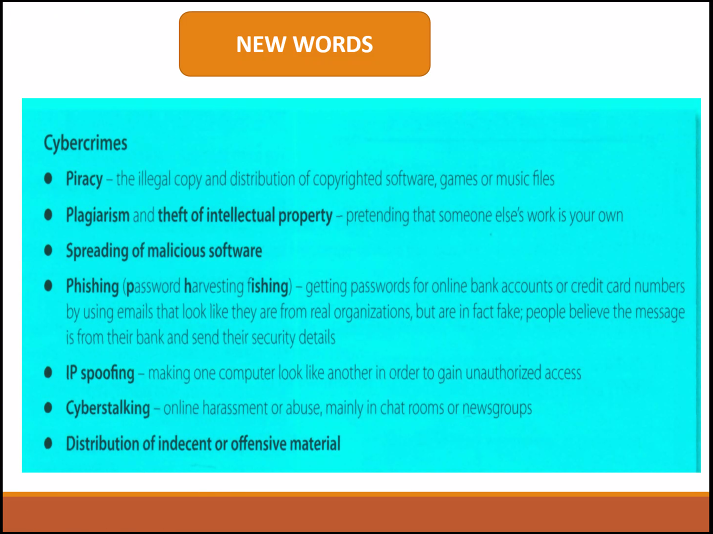 NEW WORDS
Cybercrimes
● Piracy – the illegal copy and distribution of copyrighted software, games or music files
● Plagiarism and theft of intellectual property – pretending that someone else's work is your own
● Spreading of malicious software
● Phishing (password harvesting fishing) – getting passwords for online bank accounts or credit card numbers
by using emails that look like they are from real organizations, but are in fact fake; people believe the message
is from their bank and send their security details
● IP spoofing – making one computer look like another in order to gain unauthorized access
● Cyberstalking – online harassment or abuse, mainly in chat rooms or newsgroups
● Distribution of indecent or offensive material